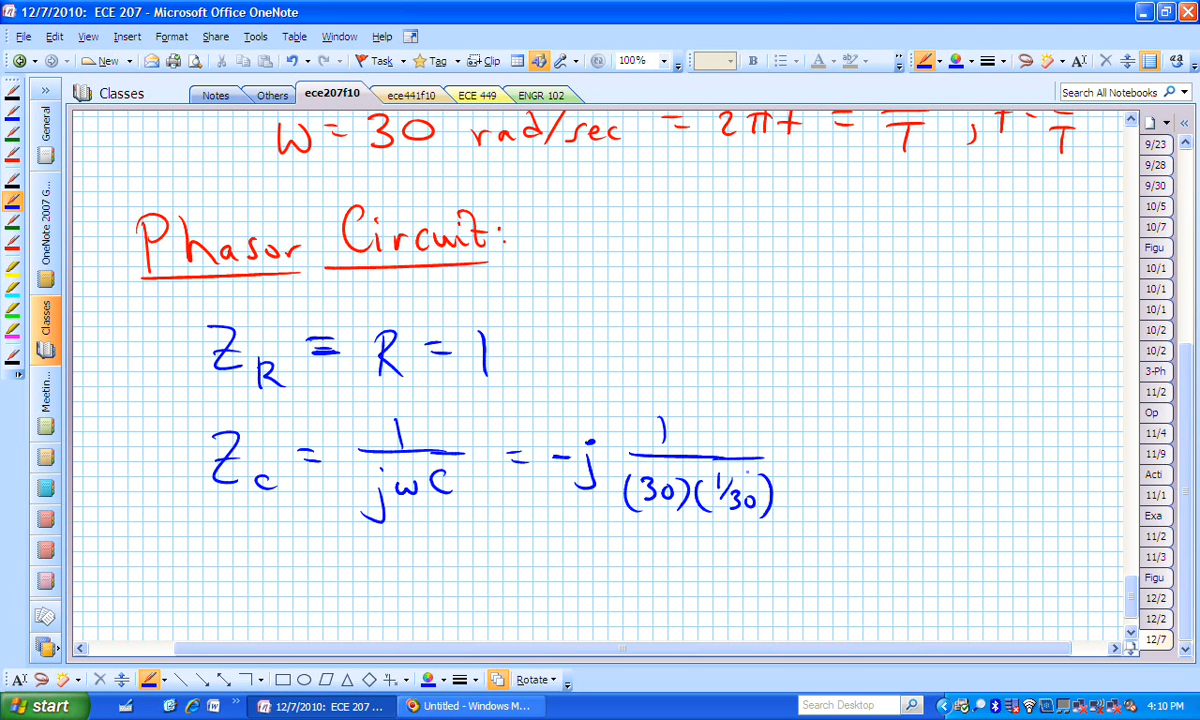 12/7/2010: ECE 207 - Microsoft Office OneNote
File Edit View Insert Format Share Tools Table Window Help
New Task Tag Clip 100% B A ab
Classes Notes Others ece207f10 ece441f10 ECE 449 ENGR 102 Search All Notebooks
General
OneNote 2007 G...
Classes
Meetin...
W = 30 rad/sec = 2πf =
T
T
Phasor Circuit:
Z_R = R = 1
Z_C = 1/(jωC) = -j 1/((30)(1/30))
9/23
9/28
9/30
10/5
10/7
Figu
10/1
10/1
10/1
10/2
10/2
3-Ph
11/2
Op
11/4
11/9
Acti
11/1
Exa
11/2
11/3
Figu
12/2
12/2
12/7
Rotate
start 12/7/2010: ECE 207 ... Untitled - Windows M... Search Desktop 4:10 PM